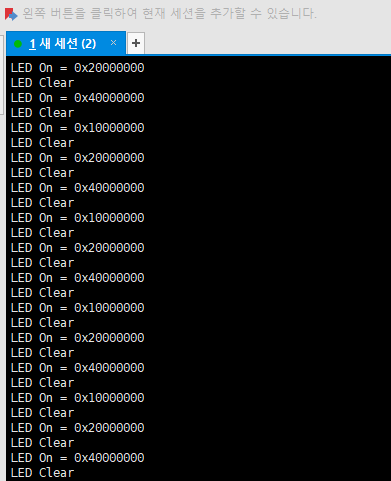 왼쪽 버튼을 클릭하여 현재 세션을 추가할 수 있습니다.
1 새 세션 (2) × +
LED On = 0x20000000
LED Clear
LED On = 0x40000000
LED Clear
LED On = 0x10000000
LED Clear
LED On = 0x20000000
LED Clear
LED On = 0x40000000
LED Clear
LED On = 0x10000000
LED Clear
LED On = 0x20000000
LED Clear
LED On = 0x40000000
LED Clear
LED On = 0x10000000
LED Clear
LED On = 0x20000000
LED Clear
LED On = 0x40000000
LED Clear
LED On = 0x10000000
LED Clear
LED On = 0x20000000
LED Clear
LED On = 0x40000000
LED Clear